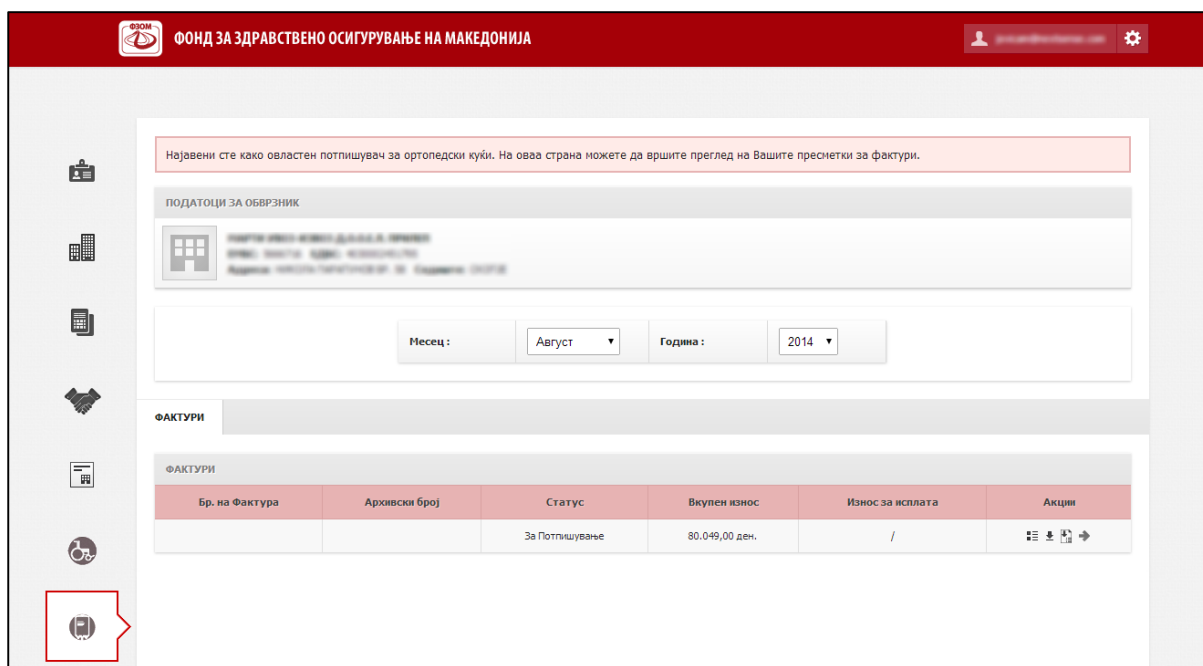 ФЗОМ
ФОНД ЗА ЗДРАВСТВЕНО ОСИГУРУВАЊЕ НА МАКЕДОНИЈА
Најавени сте како овластен потпишувач за ортопедски куќи. На оваа страна можете да вршите преглед на Вашите пресметки за фактури.
ПОДАТОЦИ ЗА ОБВРЗНИК
Месец : Август Година : 2014
ФАКТУРИ
ФАКТУРИ
Бр. на Фактура Архивски број Статус Вкупен износ Износ за исплата Акции
За Потпишување 80.049,00 ден. /